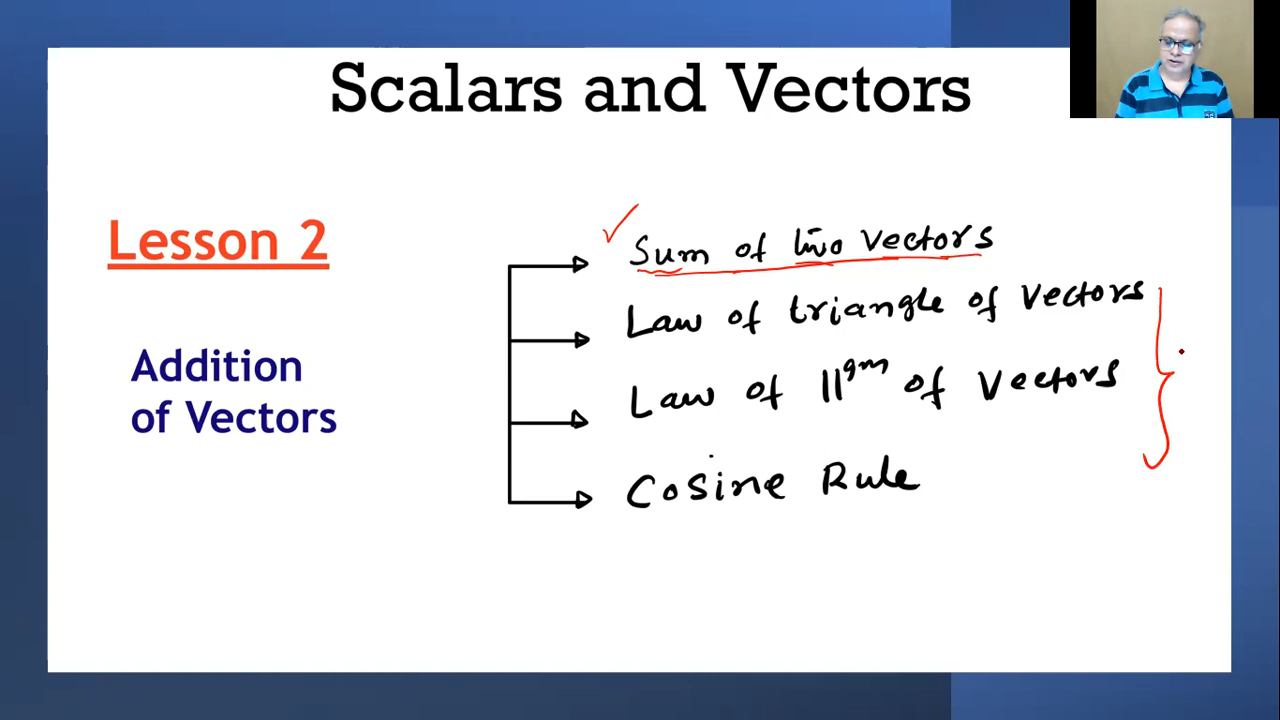 Scalars and Vectors
Lesson 2
Addition
of Vectors
Sum of two vectors
Law of triangle of vectors
Law of ||gm of vectors
Cosine Rule